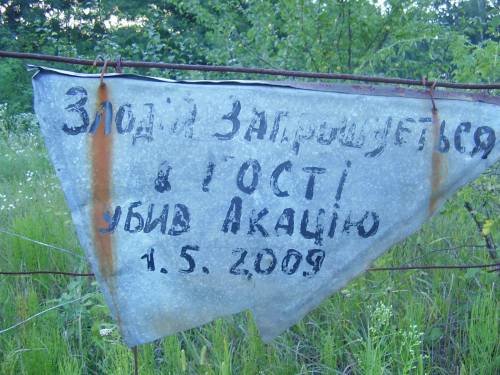 Злодій запрошується
в гості
убив Акацію
1.5. 2009